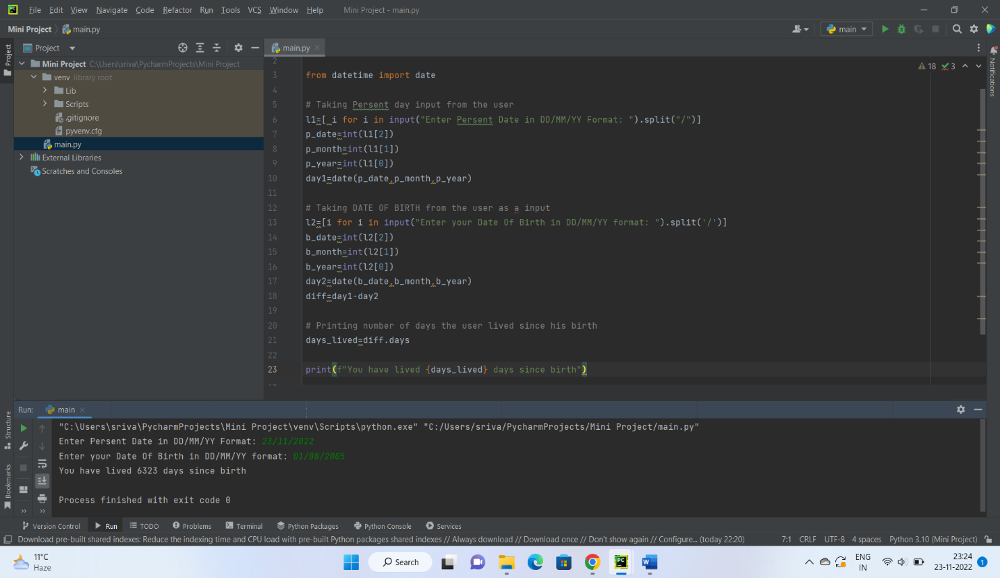 PC File Edit View Navigate Code Refactor Run Tools VCS Window Help Mini Project - main.py
Mini Project main.py main
Project main.py
Project
Mini Project C:\Users\sriva\PycharmProjects\Mini Project
venv library root
Lib
Scripts
.gitignore
pyvenv.cfg
main.py
External Libraries
Scratches and Consoles
18 3
Notifications
2
3 from datetime import date
4
5 # Taking Persent day input from the user
6 l1=[ i for i in input("Enter Persent Date in DD/MM/YY Format: ").split("/")]
7 p_date=int(l1[2])
8 p_month=int(l1[1])
9 p_year=int(l1[0])
10 day1=date(p_date,p_month,p_year)
11
12 # Taking DATE OF BIRTH from the user as a input
13 l2=[i for i in input("Enter your Date Of Birth in DD/MM/YY format: ").split('/')]
14 b_date=int(l2[2])
15 b_month=int(l2[1])
16 b_year=int(l2[0])
17 day2=date(b_date,b_month,b_year)
18 diff=day1-day2
19
20 # Printing number of days the user lived since his birth
21 days_lived=diff.days
22
23 print(f"You have lived {days_lived} days since birth")
Run: main
Structure
Bookmarks
"C:\Users\sriva\PycharmProjects\Mini Project\venv\Scripts\python.exe" "C:/Users/sriva/PycharmProjects/Mini Project/main.py"
Enter Persent Date in DD/MM/YY Format: 23/11/2022
Enter your Date Of Birth in DD/MM/YY format: 01/08/2005
You have lived 6323 days since birth
Process finished with exit code 0
Version Control Run TODO Problems Terminal Python Packages Python Console Services
Download pre-built shared indexes: Reduce the indexing time and CPU load with pre-built Python packages shared indexes // Always download // Download once // Don't show again // Configure... (today 22:20) 7:1 CRLF UTF-8 4 spaces Python 3.10 (Mini Project)
11°C
Haze
Search
PC
W
ENG
IN
23:24
23-11-2022
1